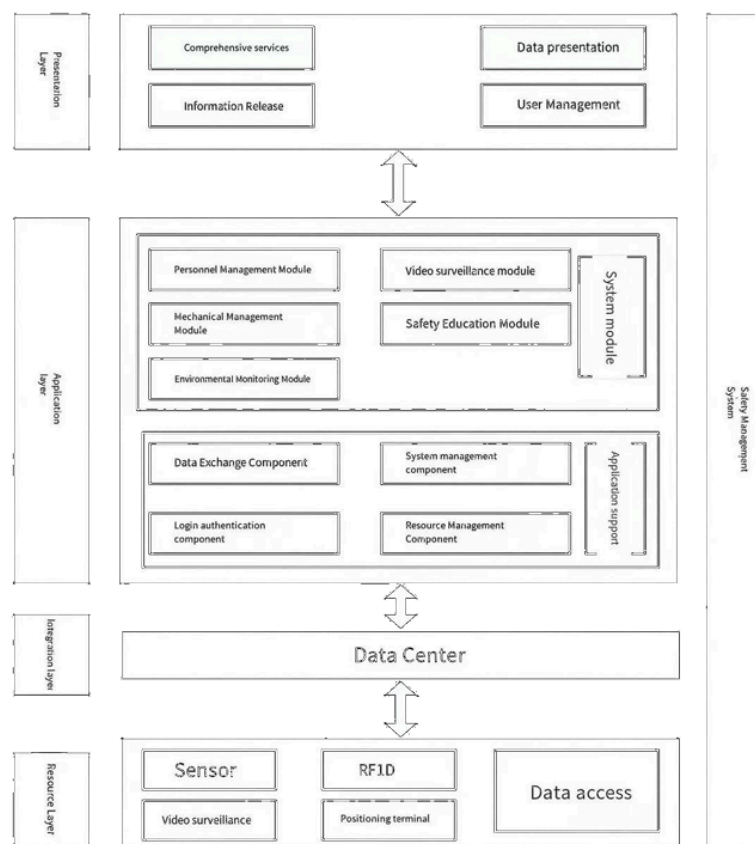 Presentation
Layer
Comprehensive services
Data presentation
Information Release
User Management
Application
layer
Personnel Management Module
Video surveillance module
Mechanical Management
Module
Safety Education Module
Environmental Monitoring Module
System module
Data Exchange Component
System management
component
Login authentication
component
Resource Management
Component
Application support
Safety Management
System
Integration layer
Data Center
Resource Layer
Sensor
RF1D
Data access
Video surveillance
Positioning terminal